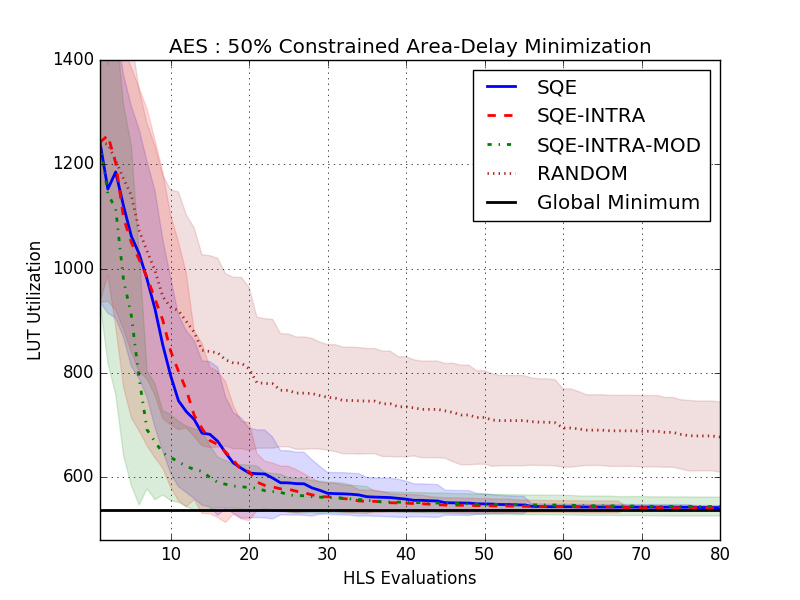 AES : 50% Constrained Area-Delay Minimization
1400
1200
1000
800
600
LUT Utilization
SQE
SQE-INTRA
SQE-INTRA-MOD
RANDOM
Global Minimum
10 20 30 40 50 60 70 80
HLS Evaluations